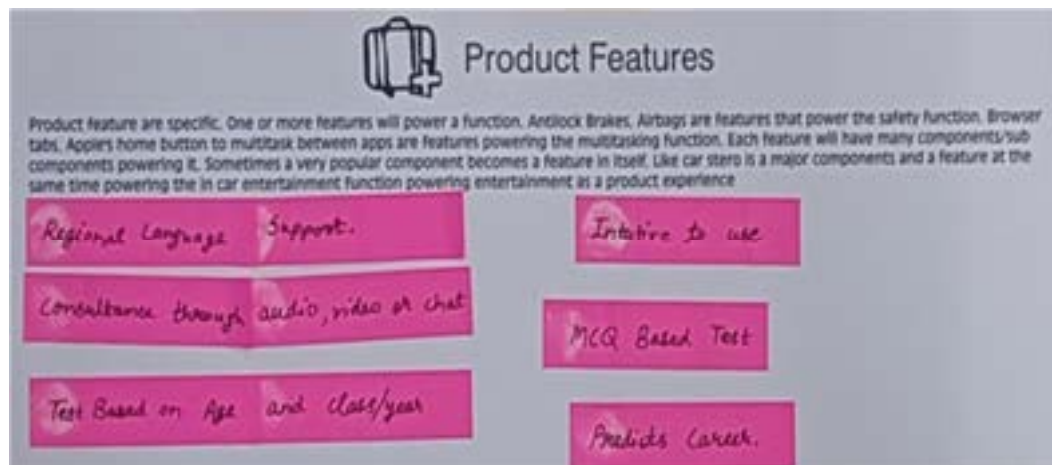 Product Features
Product feature are specific. One or more features will power a function. Antilock Brakes, Airbags are features that power the safety function. Browser
tabs, Apple's home button to multitask between apps are features powering the multitasking function. Each feature will have many components/sub
components powering it. Sometimes a very popular component becomes a feature in itself. Like car stero is a major components and a feature at the
same time powering the in car entertainment function powering entertainment as a product experience
Regional Language Support.
Intutive to use
Consultance through audio, video or chat
MCQ Based Test
Test Based on Age and class/year
Predicts Career.